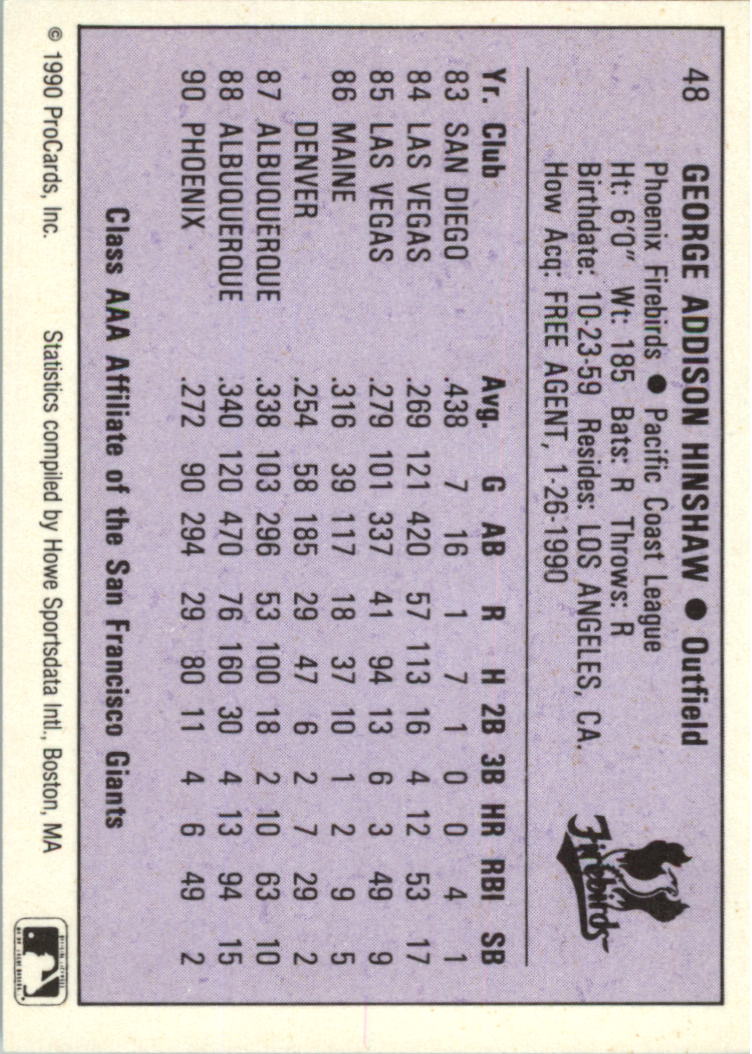 48 GEORGE ADDISON HINSHAW ● Outfield
Phoenix Firebirds ● Pacific Coast League
Ht: 6'0" Wt: 185 Bats: R Throws: R
Birthdate: 10-23-59 Resides: LOS ANGELES, CA.
How Acq: FREE AGENT, 1-26-1990
Firebirds
Yr. Club Avg. G AB R H 2B 3B HR RBI SB
83 SAN DIEGO .438 7 16 1 7 1 0 0 4 1
84 LAS VEGAS .269 121 420 57 113 16 4 12 53 17
85 LAS VEGAS .279 101 337 41 94 13 6 3 49 9
86 MAINE .316 39 117 18 37 10 1 2 9 5
DENVER .254 58 185 29 47 6 2 7 29 2
87 ALBUQUERQUE .338 103 296 53 100 18 2 10 63 10
88 ALBUQUERQUE .340 120 470 76 160 30 4 13 94 15
90 PHOENIX .272 90 294 29 80 11 4 6 49 2
Class AAA Affiliate of the San Francisco Giants
© 1990 ProCards, Inc. Statistics compiled by Howe Sportsdata Intl., Boston, MA